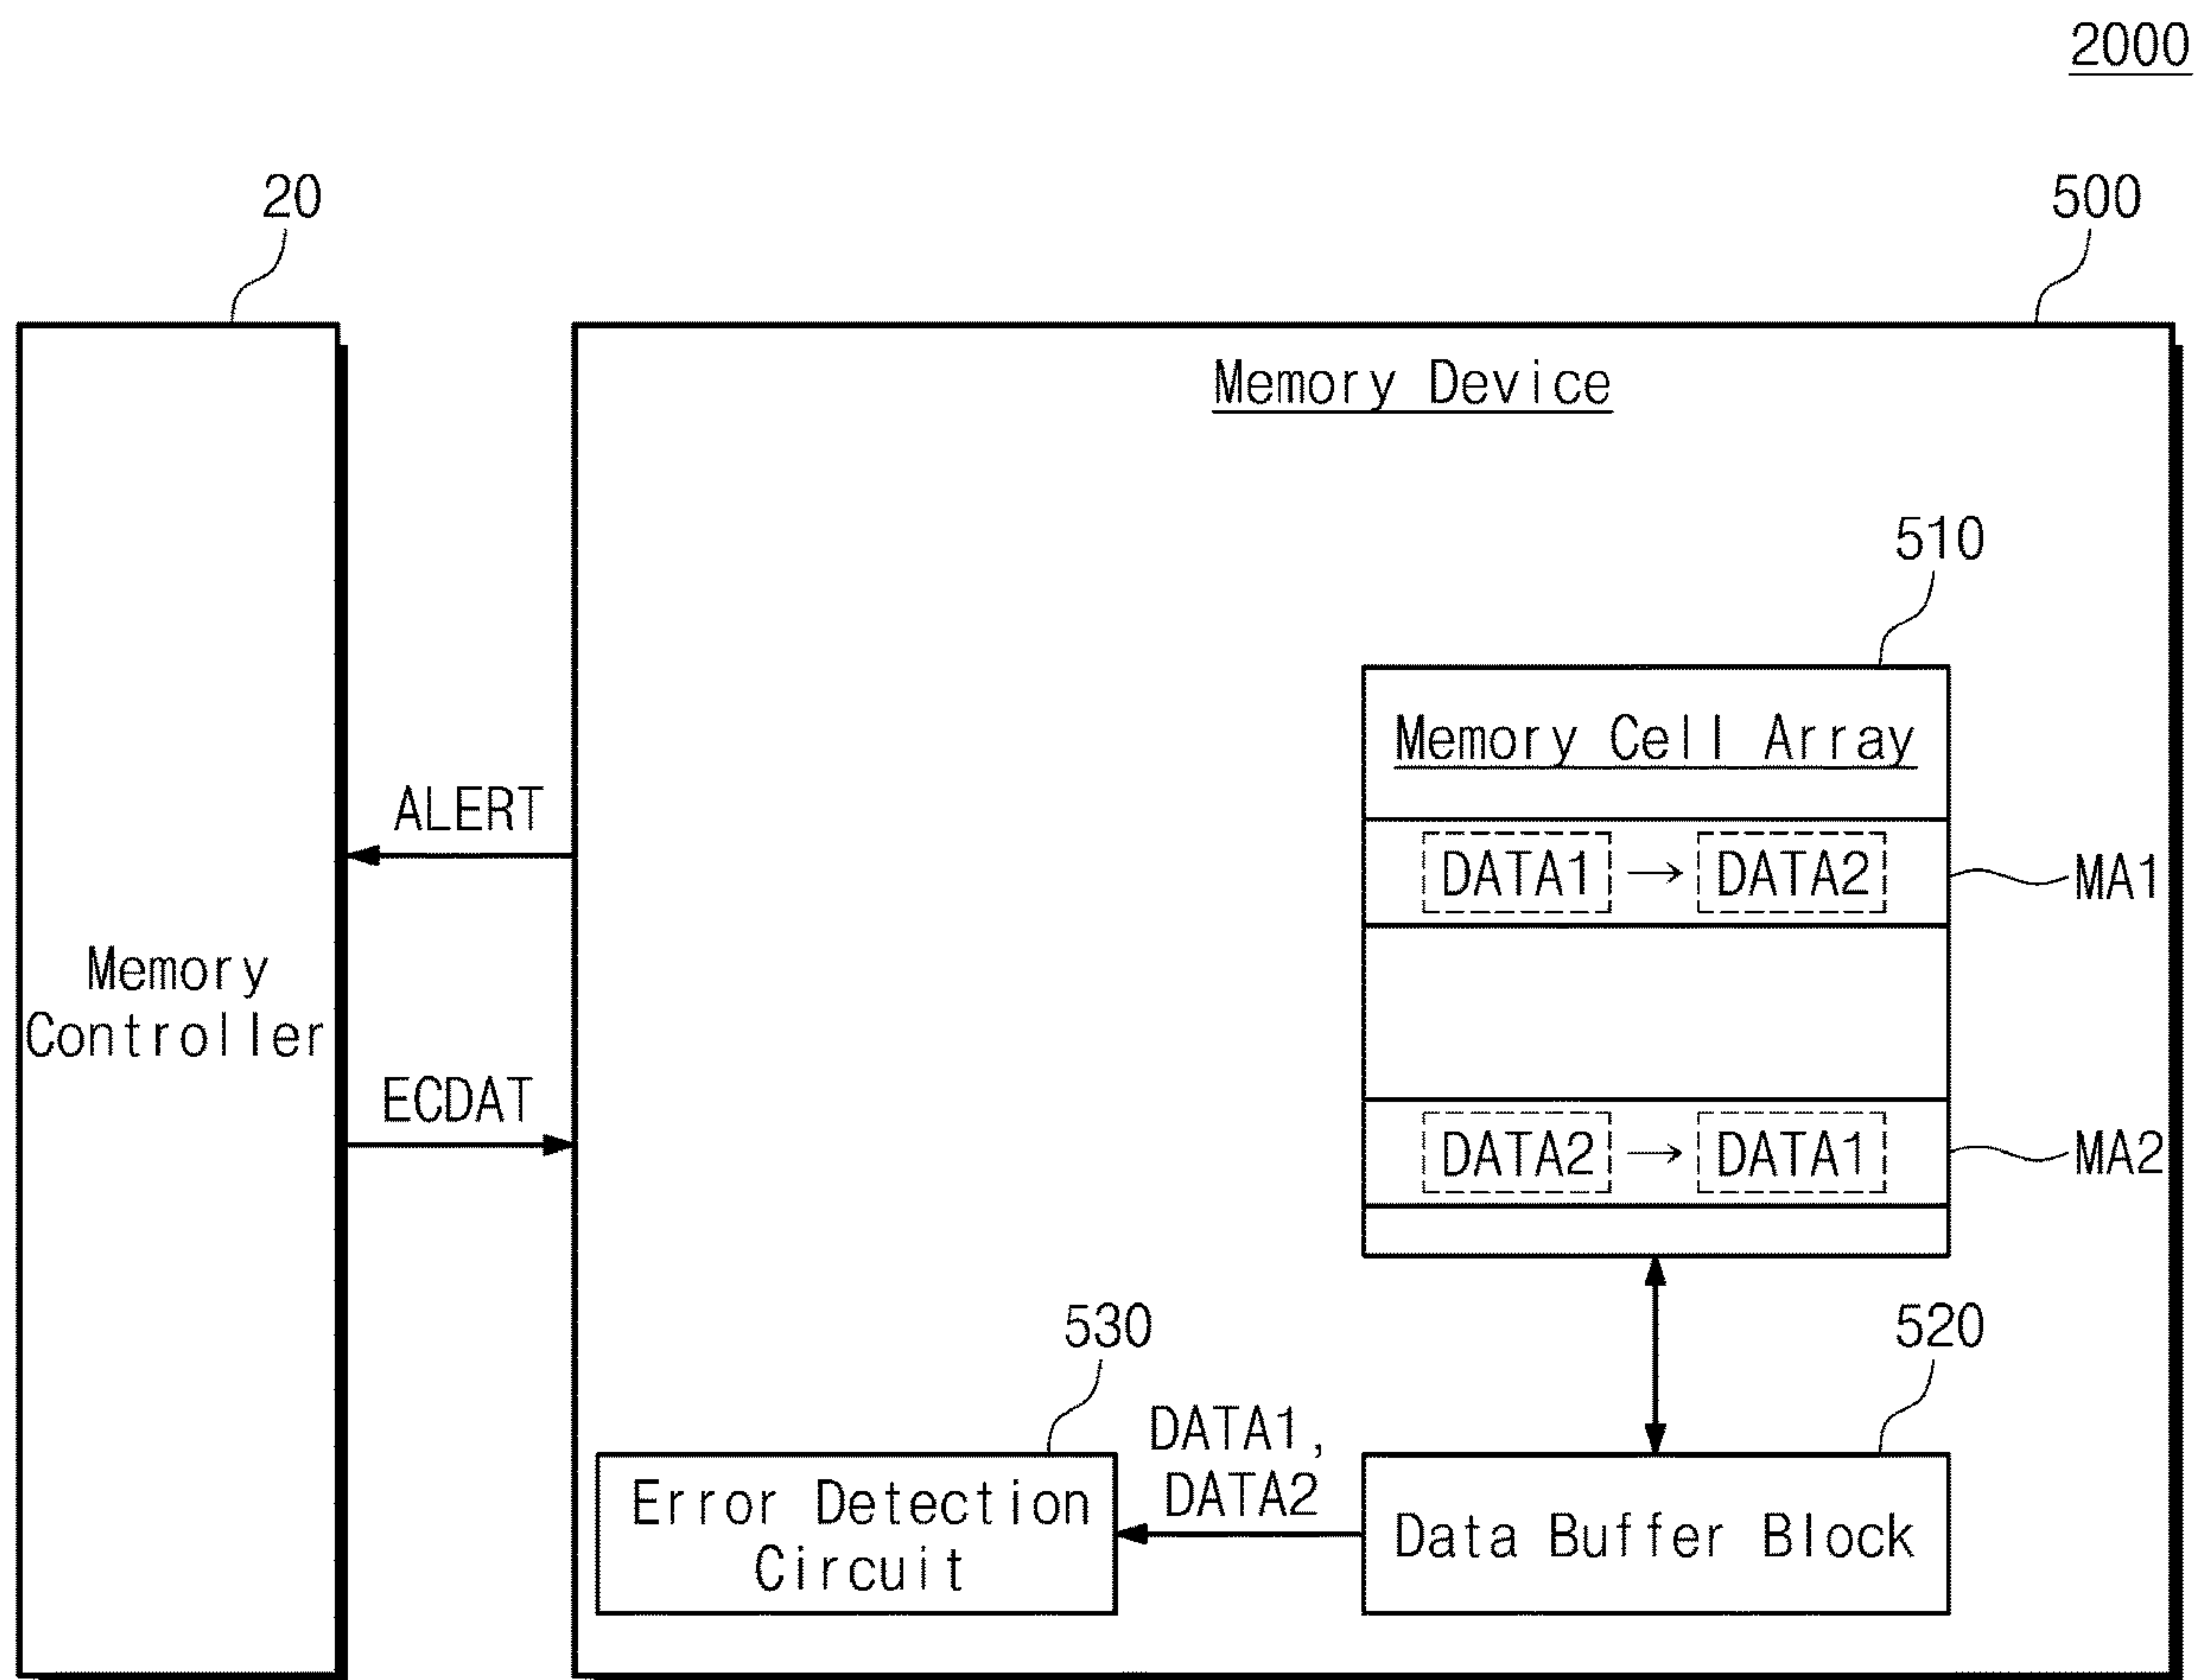 2000
20
500
Memory Device
510
Memory Cell Array
ALERT
DATA1 → DATA2
MA1
Memory
Controller
ECDAT
DATA2 → DATA1
MA2
530
520
DATA1,
DATA2
Error Detection
Circuit
Data Buffer Block